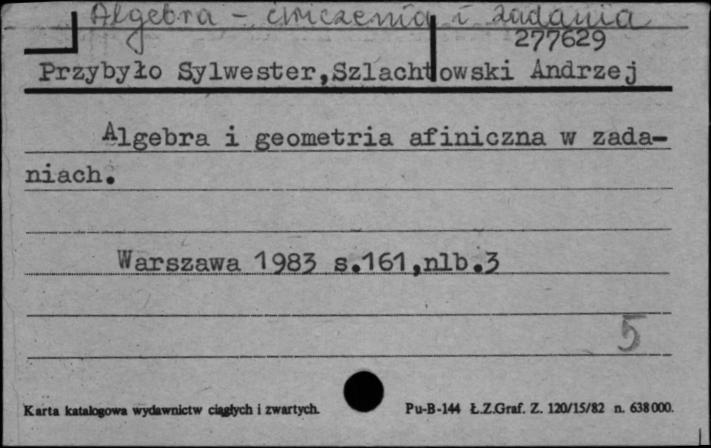 Algebra - ćwiczenia i zadania
277629
Przybyło Sylwester,Szlachtowski Andrzej
Algebra i geometria afiniczna w zada-
niach.
Warszawa 1983 s.161,nlb.3
5
Karta katalogowa wydawnictw ciągłych i zwartych.
Pu-B-144 Ł.Z.Graf. Z. 120/15/82 n. 638000.